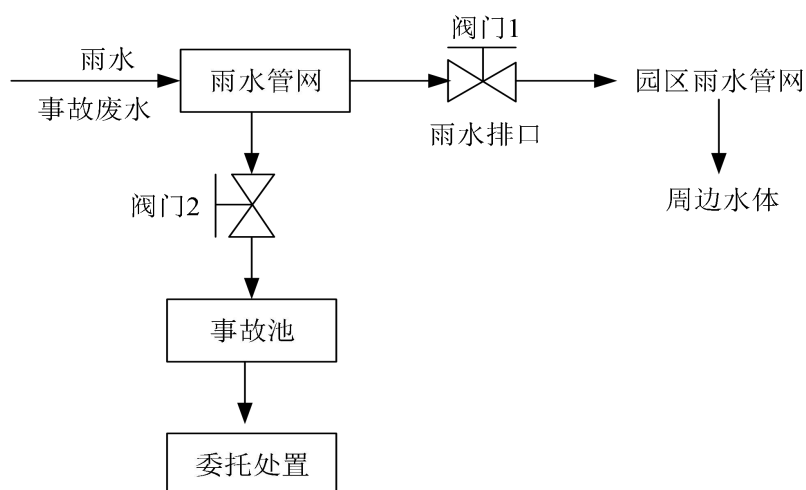 阀门1
雨水
雨水管网
园区雨水管网
事故废水
雨水排口
周边水体
阀门2
事故池
委托处置